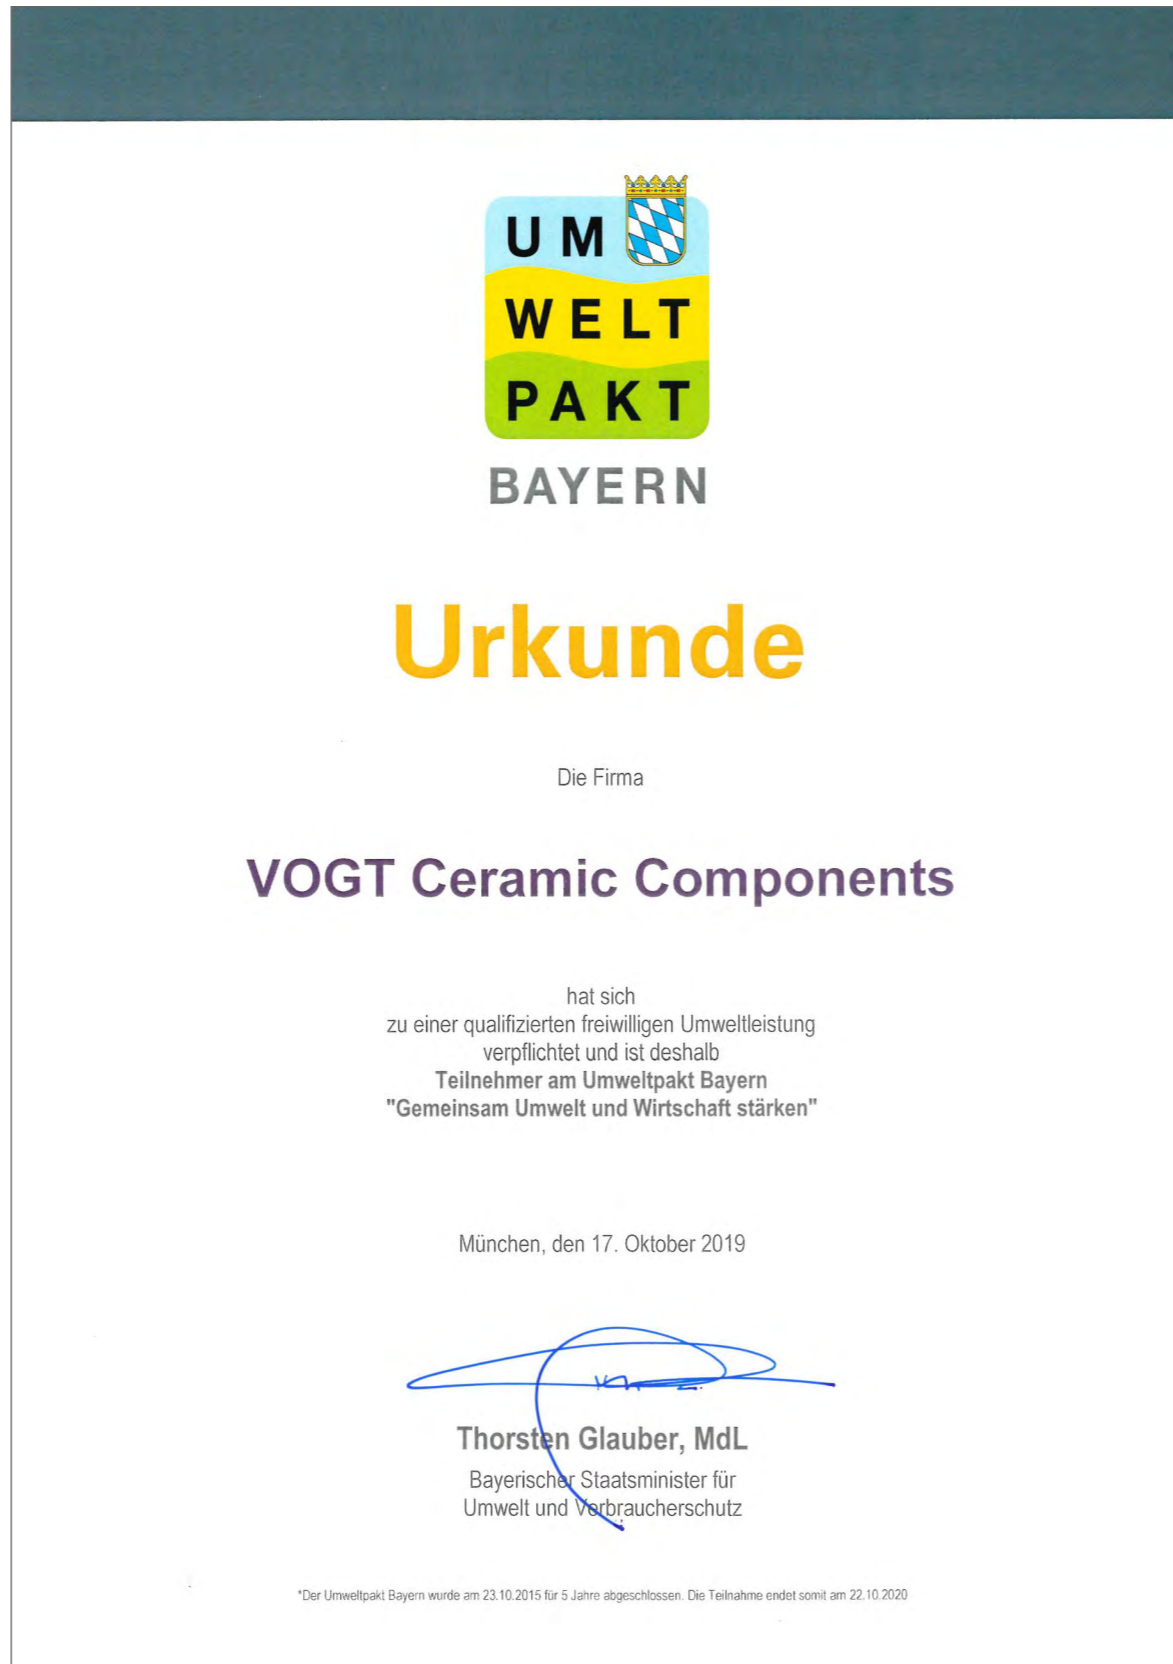 UM
WELT
PAKT
BAYERN
Urkunde
Die Firma
VOGT Ceramic Components
hat sich
zu einer qualifizierten freiwilligen Umweltleistung
verpflichtet und ist deshalb
Teilnehmer am Umweltpakt Bayern
"Gemeinsam Umwelt und Wirtschaft stärken"
München, den 17. Oktober 2019
Thorsten Glauber, MdL
Bayerischer Staatsminister für
Umwelt und Verbraucherschutz
*Der Umweltpakt Bayern wurde am 23.10.2015 für 5 Jahre abgeschlossen. Die Teilnahme endet somit am 22.10.2020